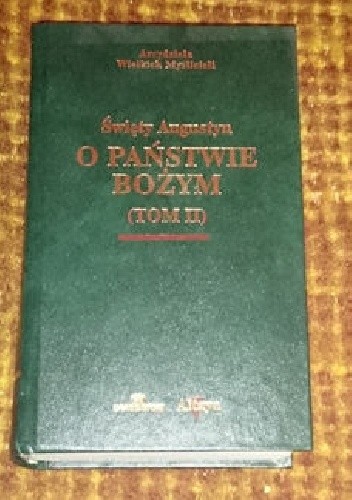 Arcydzieła
Wielkich Myślicieli
Święty Augustyn
O PAŃSTWIE
BOŻYM
(TOM II)